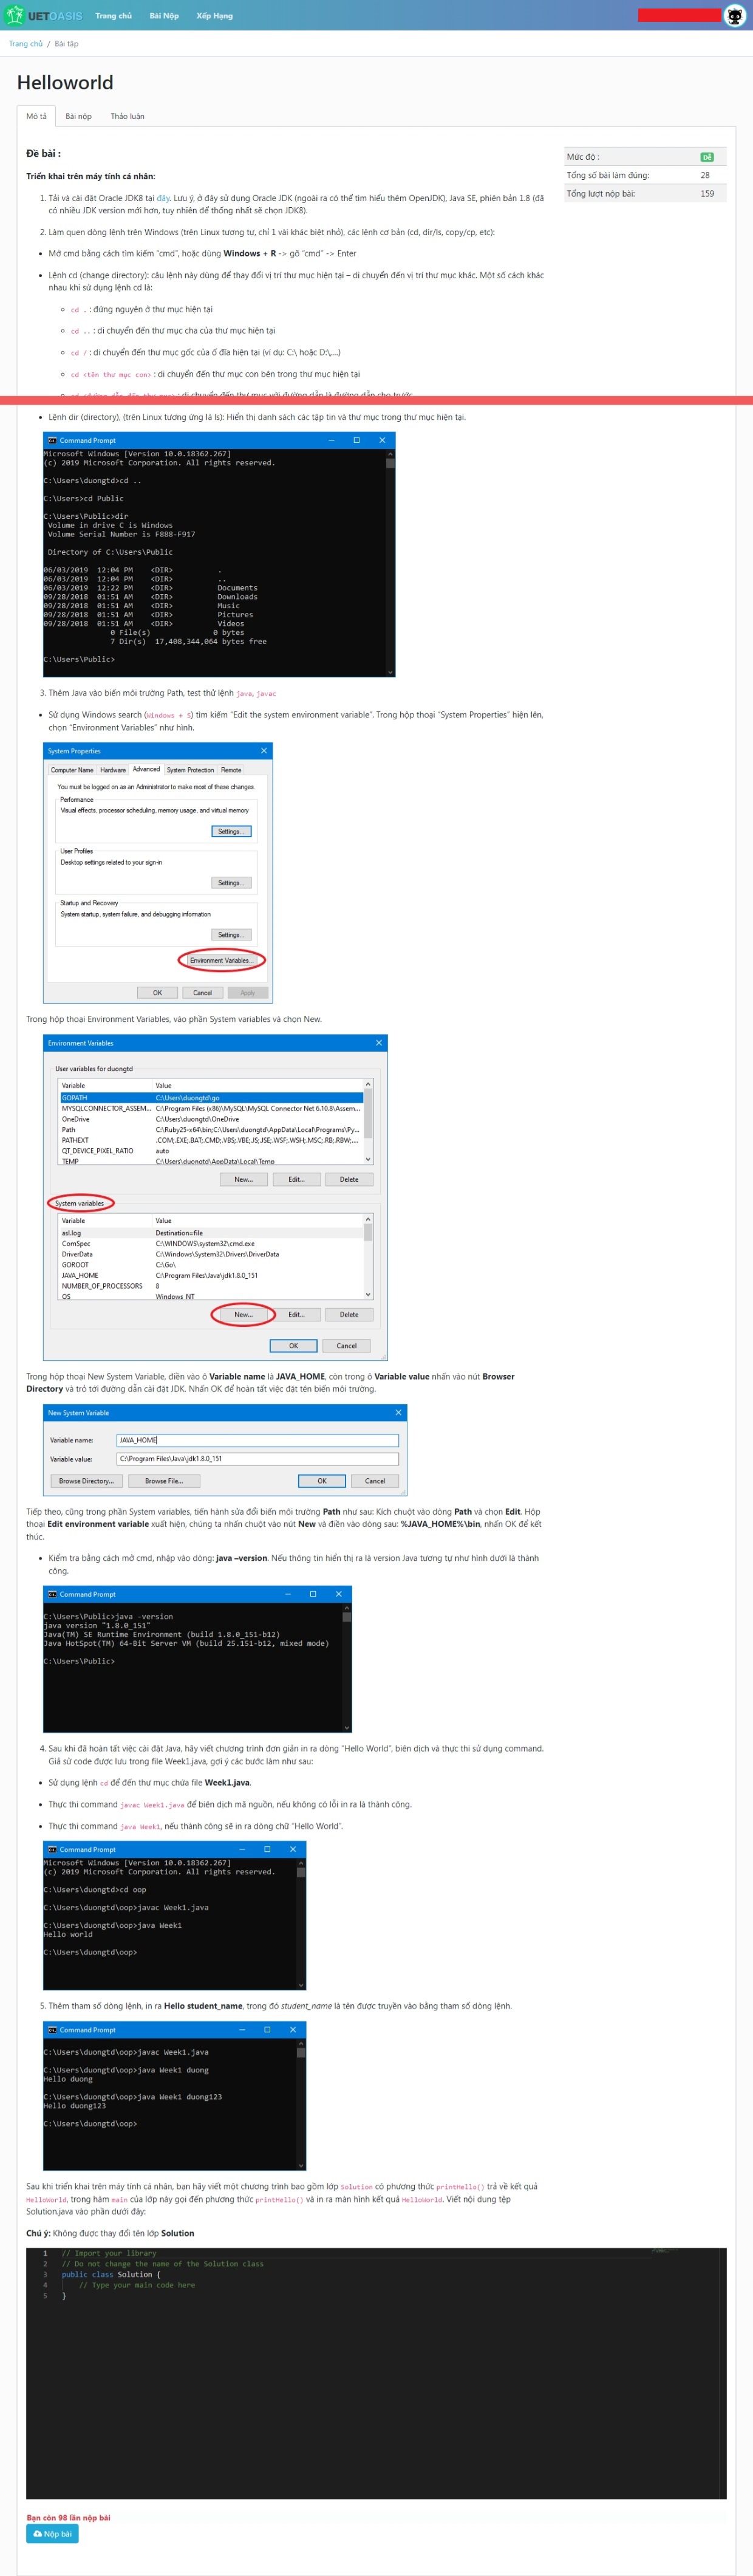 UETOASIS Trang chủ Bài Nộp Xếp Hạng
Trang chủ / Bài tập
Helloworld
Mô tả Bài nộp Thảo luận
Đề bài :
Mức độ : Dễ
Tổng số bài làm đúng: 28
Tổng lượt nộp bài: 159
Triển khai trên máy tính cá nhân:
1. Tải và cài đặt Oracle JDK8 tại đây. Lưu ý, ở đây sử dụng Oracle JDK (ngoài ra có thể tìm hiểu thêm OpenJDK), Java SE, phiên bản 1.8 (đã
có nhiều JDK version mới hơn, tuy nhiên để thống nhất sẽ chọn JDK8).
2. Làm quen dòng lệnh trên Windows (trên Linux tương tự, chỉ 1 vài khác biệt nhỏ), các lệnh cơ bản (cd, dir/ls, copy/cp, etc):
• Mở cmd bằng cách tìm kiếm "cmd", hoặc dùng Windows + R -> gõ "cmd" -> Enter
• Lệnh cd (change directory): câu lệnh này dùng để thay đổi vị trí thư mục hiện tại – di chuyển đến vị trí thư mục khác. Một số cách khác
nhau khi sử dụng lệnh cd là:
cd . : đứng nguyên ở thư mục hiện tại
cd .. : di chuyển đến thư mục cha của thư mục hiện tại
cd / : di chuyển đến thư mục gốc của ổ đĩa hiện tại (ví dụ: C:\ hoặc D:\,...)
cd <tên thư mục con> : di chuyển đến thư mục con bên trong thư mục hiện tại
cd <đường dẫn đến thư mục> : di chuyển đến thư mục với đường dẫn là đường dẫn cho trước
• Lệnh dir (directory), (trên Linux tương ứng là ls): Hiển thị danh sách các tập tin và thư mục trong thư mục hiện tại.
Command Prompt
Microsoft Windows [Version 10.0.18362.267]
(c) 2019 Microsoft Corporation. All rights reserved.
C:\Users\duongtd>cd ..
C:\Users>cd Public
C:\Users\Public>dir
Volume in drive C is Windows
Volume Serial Number is F888-F917
Directory of C:\Users\Public
06/03/2019 12:04 PM <DIR> .
06/03/2019 12:04 PM <DIR> ..
06/03/2019 12:22 PM <DIR> Documents
09/28/2018 01:51 AM <DIR> Downloads
09/28/2018 01:51 AM <DIR> Music
09/28/2018 01:51 AM <DIR> Pictures
09/28/2018 01:51 AM <DIR> Videos
0 File(s) 0 bytes
7 Dir(s) 17,408,344,064 bytes free
C:\Users\Public>
3. Thêm Java vào biến môi trường Path, test thử lệnh java, javac
• Sử dụng Windows search (Windows + S) tìm kiếm "Edit the system environment variable". Trong hộp thoại "System Properties" hiện lên,
chọn "Environment Variables" như hình.
System Properties
Computer Name Hardware Advanced System Protection Remote
You must be logged on as an Administrator to make most of these changes.
Performance
Visual effects, processor scheduling, memory usage, and virtual memory
Settings...
User Profiles
Desktop settings related to your sign-in
Settings...
Startup and Recovery
System startup, system failure, and debugging information
Settings...
Environment Variables...
OK Cancel Apply
Trong hộp thoại Environment Variables, vào phần System variables và chọn New.
Environment Variables
User variables for duongtd
Variable Value
GOPATH C:\Users\duongtd\go
MYSQLCONNECTOR_ASSEM... C:\Program Files (x86)\MySQL\MySQL Connector Net 6.10.8\Assem...
OneDrive C:\Users\duongtd\OneDrive
Path C:\Ruby25-x64\bin;C:\Users\duongtd\AppData\Local\Programs\Py...
PATHEXT .COM;.EXE;.BAT;.CMD;.VBS;.VBE;.JS;.JSE;.WSF;.WSH;.MSC;.RB;.RBW;....
QT_DEVICE_PIXEL_RATIO auto
TEMP C:\Users\duongtd\AppData\Local\Temp
New... Edit... Delete
System variables
Variable Value
asl.log Destination=file
ComSpec C:\WINDOWS\system32\cmd.exe
DriverData C:\Windows\System32\Drivers\DriverData
GOROOT C:\Go\
JAVA_HOME C:\Program Files\Java\jdk1.8.0_151
NUMBER_OF_PROCESSORS 8
OS Windows_NT
New... Edit... Delete
OK Cancel
Trong hộp thoại New System Variable, điền vào ô Variable name là JAVA_HOME, còn trong ô Variable value nhấn vào nút Browser
Directory và trỏ tới đường dẫn cài đặt JDK. Nhấn OK để hoàn tất việc đặt tên biến môi trường.
New System Variable
Variable name: JAVA_HOME
Variable value: C:\Program Files\Java\jdk1.8.0_151
Browse Directory... Browse File... OK Cancel
Tiếp theo, cũng trong phần System variables, tiến hành sửa đổi biến môi trường Path như sau: Kích chuột vào dòng Path và chọn Edit. Hộp
thoại Edit environment variable xuất hiện, chúng ta nhấn chuột vào nút New và điền vào dòng sau: %JAVA_HOME%\bin, nhấn OK để kết
thúc.
• Kiểm tra bằng cách mở cmd, nhập vào dòng: java –version. Nếu thông tin hiển thị ra là version Java tương tự như hình dưới là thành
công.
Command Prompt
C:\Users\Public>java -version
java version "1.8.0_151"
Java(TM) SE Runtime Environment (build 1.8.0_151-b12)
Java HotSpot(TM) 64-Bit Server VM (build 25.151-b12, mixed mode)
C:\Users\Public>
4. Sau khi đã hoàn tất việc cài đặt Java, hãy viết chương trình đơn giản in ra dòng "Hello World", biên dịch và thực thi sử dụng command.
Giả sử code được lưu trong file Week1.java, gợi ý các bước làm như sau:
• Sử dụng lệnh cd để đến thư mục chứa file Week1.java.
• Thực thi command javac Week1.java để biên dịch mã nguồn, nếu không có lỗi in ra là thành công.
• Thực thi command java Week1, nếu thành công sẽ in ra dòng chữ "Hello World".
Command Prompt
Microsoft Windows [Version 10.0.18362.267]
(c) 2019 Microsoft Corporation. All rights reserved.
C:\Users\duongtd>cd oop
C:\Users\duongtd\oop>javac Week1.java
C:\Users\duongtd\oop>java Week1
Hello world
C:\Users\duongtd\oop>
5. Thêm tham số dòng lệnh, in ra Hello student_name, trong đó student_name là tên được truyền vào bằng tham số dòng lệnh.
Command Prompt
C:\Users\duongtd\oop>javac Week1.java
C:\Users\duongtd\oop>java Week1 duong
Hello duong
C:\Users\duongtd\oop>java Week1 duong123
Hello duong123
C:\Users\duongtd\oop>
Sau khi triển khai trên máy tính cá nhân, bạn hãy viết một chương trình bao gồm lớp Solution có phương thức printHello() trả về kết quả
HelloWorld, trong hàm main của lớp này gọi đến phương thức printHello() và in ra màn hình kết quả HelloWorld. Viết nội dung tệp
Solution.java vào phần dưới đây:
Chú ý: Không được thay đổi tên lớp Solution
1 // Import your library
2 // Do not change the name of the Solution class
3 public class Solution {
4 // Type your main code here
5 }
Bạn còn 98 lần nộp bài
Nộp bài